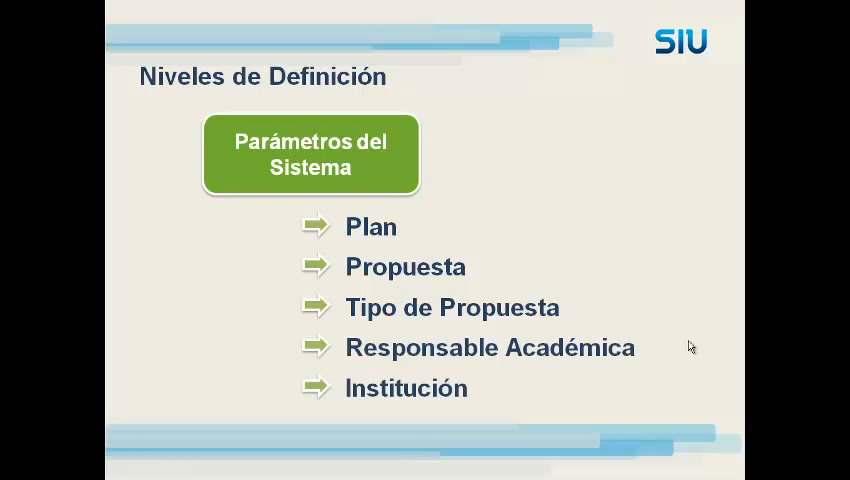 SIU
Niveles de Definición
Parámetros del
Sistema
Plan
Propuesta
Tipo de Propuesta
Responsable Académica
Institución